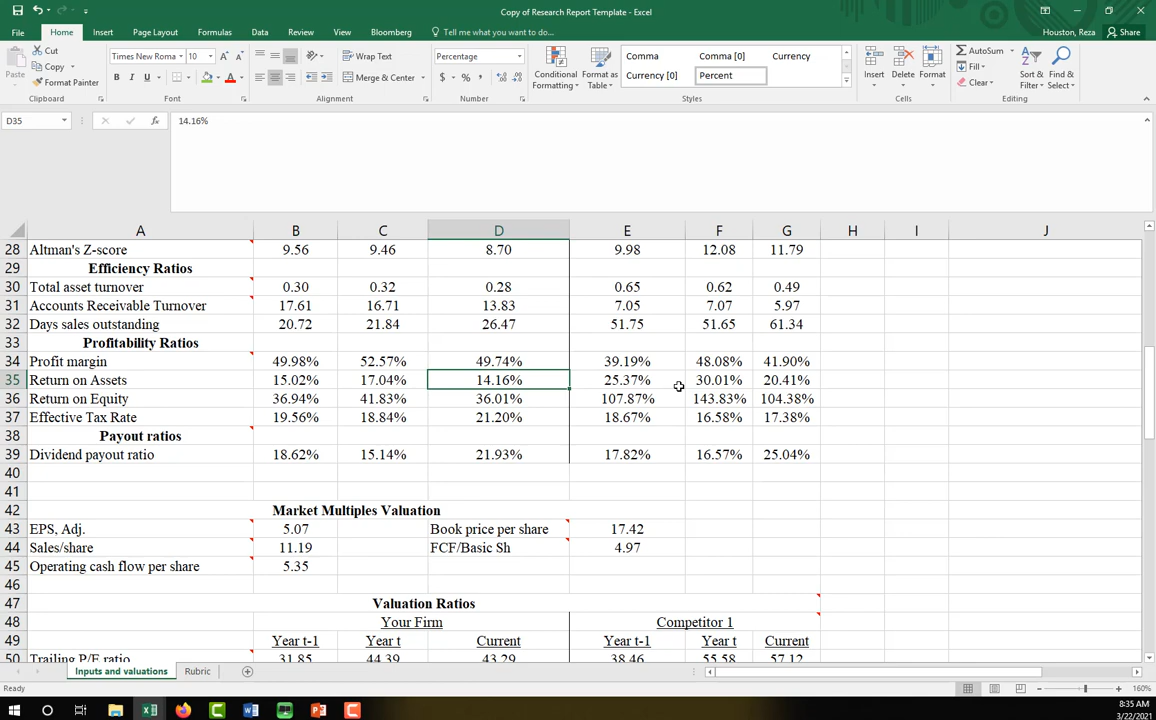 Copy of Research Report Template - Excel
Houston, Reza
Share
File Home Insert Page Layout Formulas Data Review View Bloomberg Tell me what you want to do...
Paste
Cut
Copy
Format Painter
Clipboard
Times New Roma 10
B I U
Font
Wrap Text
Merge & Center
Alignment
Percentage
$ % ,
Number
Conditional Formatting
Format as Table
Comma Comma [0] Currency
Currency [0] Percent
Styles
Insert Delete Format
Cells
AutoSum
Fill
Clear
Sort & Filter
Find & Select
Editing
D35 fx 14.16%
A B C D E F G H I J
28 Altman's Z-score 9.56 9.46 8.70 9.98 12.08 11.79
29 Efficiency Ratios
30 Total asset turnover 0.30 0.32 0.28 0.65 0.62 0.49
31 Accounts Receivable Turnover 17.61 16.71 13.83 7.05 7.07 5.97
32 Days sales outstanding 20.72 21.84 26.47 51.75 51.65 61.34
33 Profitability Ratios
34 Profit margin 49.98% 52.57% 49.74% 39.19% 48.08% 41.90%
35 Return on Assets 15.02% 17.04% 14.16% 25.37% 30.01% 20.41%
36 Return on Equity 36.94% 41.83% 36.01% 107.87% 143.83% 104.38%
37 Effective Tax Rate 19.56% 18.84% 21.20% 18.67% 16.58% 17.38%
38 Payout ratios
39 Dividend payout ratio 18.62% 15.14% 21.93% 17.82% 16.57% 25.04%
40
41
42 Market Multiples Valuation
43 EPS, Adj. 5.07 Book price per share 17.42
44 Sales/share 11.19 FCF/Basic Sh 4.97
45 Operating cash flow per share 5.35
46
47 Valuation Ratios
48 Your Firm Competitor 1
49 Year t-1 Year t Current Year t-1 Year t Current
50 Trailing P/E ratio 31.85 44.39 43.29 38.46 55.58 57.12
Inputs and valuations Rubric
Ready
160%
8:35 AM
3/22/2021